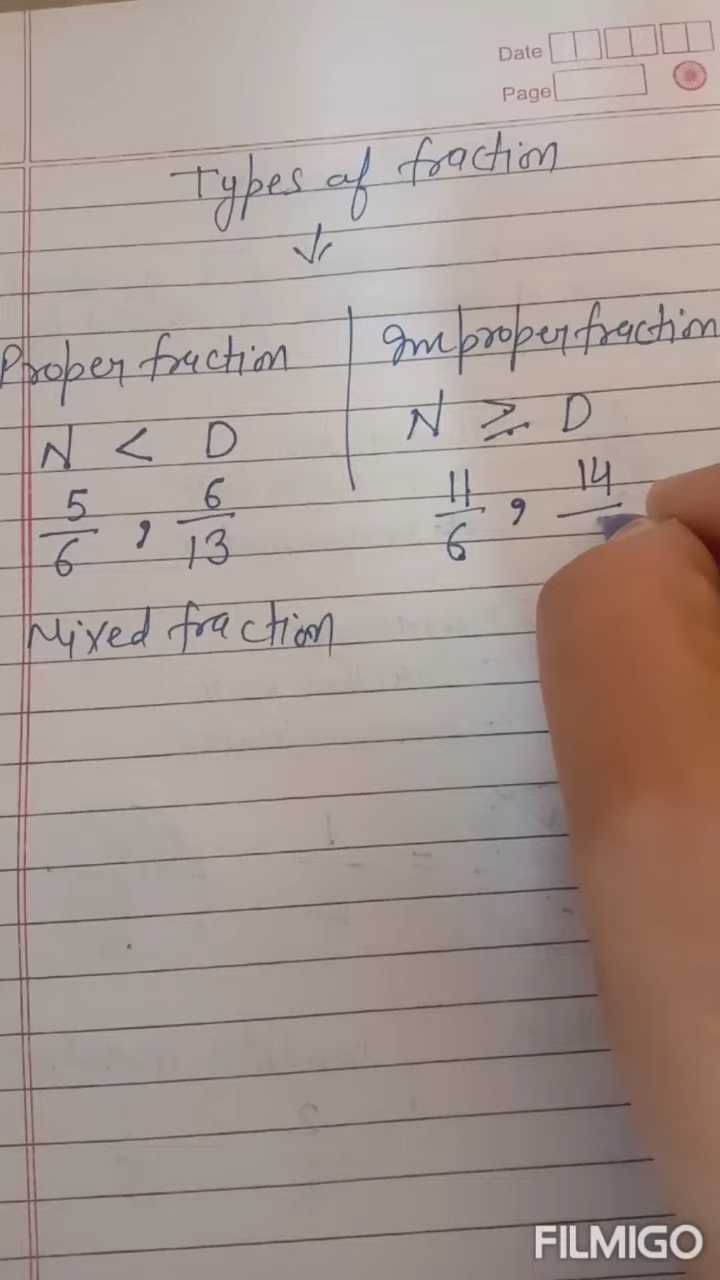 Date
Page
Types of fraction
Proper fraction
Improper fraction
N < D
N ≥ D
5/6 , 6/13
11/6 , 14
Mixed fraction
FILMIGO